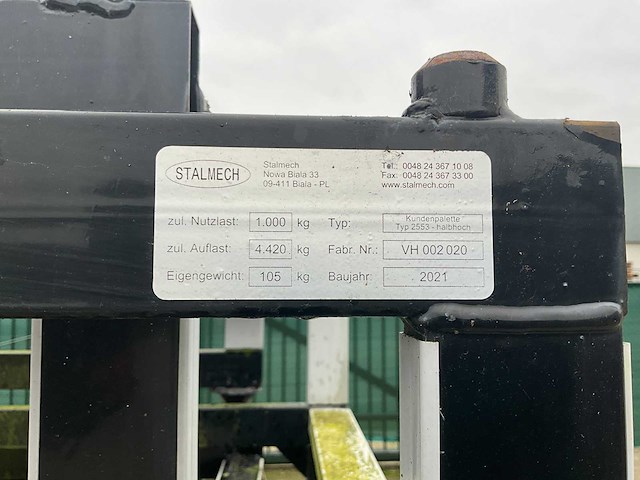 STALMECH
Stalmech
Nowa Biała 33
09-411 Biala - PL
Tel.: 0048 24 367 10 08
Fax. 0048 24 367 33 00
www.stalmech.com
zul. Nutzlast: 1.000 kg Typ: Kundenpalette
Typ 2553 - halbhoch
zul. Auflast: 4.420 kg Fabr. Nr.: VH 002 020
Eigengewicht: 105 kg Baujahr: 2021